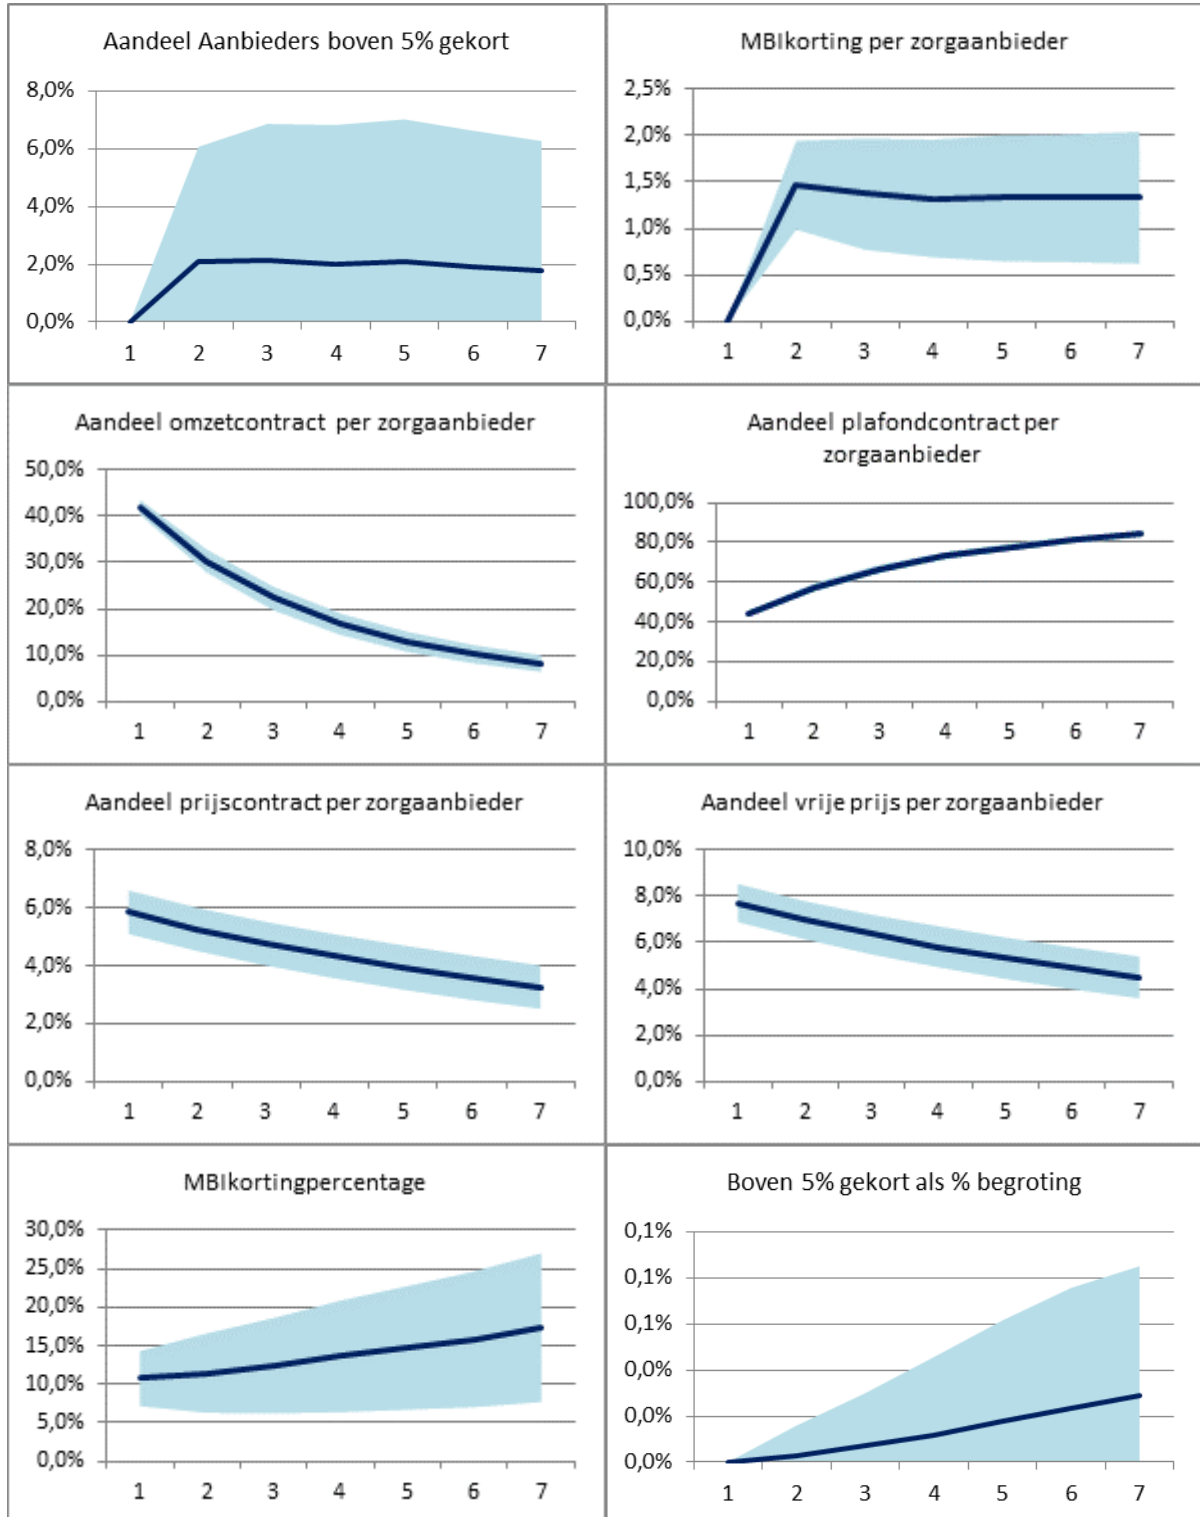 Aandeel Aanbieders boven 5% gekort
8,0%
6,0%
4,0%
2,0%
0,0%
1 2 3 4 5 6 7
MBIkorting per zorgaanbieder
2,5%
2,0%
1,5%
1,0%
0,5%
0,0%
1 2 3 4 5 6 7
Aandeel omzetcontract per zorgaanbieder
50,0%
40,0%
30,0%
20,0%
10,0%
0,0%
1 2 3 4 5 6 7
Aandeel plafondcontract per
zorgaanbieder
100,0%
80,0%
60,0%
40,0%
20,0%
0,0%
1 2 3 4 5 6 7
Aandeel prijscontract per zorgaanbieder
8,0%
6,0%
4,0%
2,0%
0,0%
1 2 3 4 5 6 7
Aandeel vrije prijs per zorgaanbieder
10,0%
8,0%
6,0%
4,0%
2,0%
0,0%
1 2 3 4 5 6 7
MBIkortingpercentage
30,0%
25,0%
20,0%
15,0%
10,0%
5,0%
0,0%
1 2 3 4 5 6 7
Boven 5% gekort als % begroting
0,1%
0,1%
0,1%
0,0%
0,0%
0,0%
1 2 3 4 5 6 7